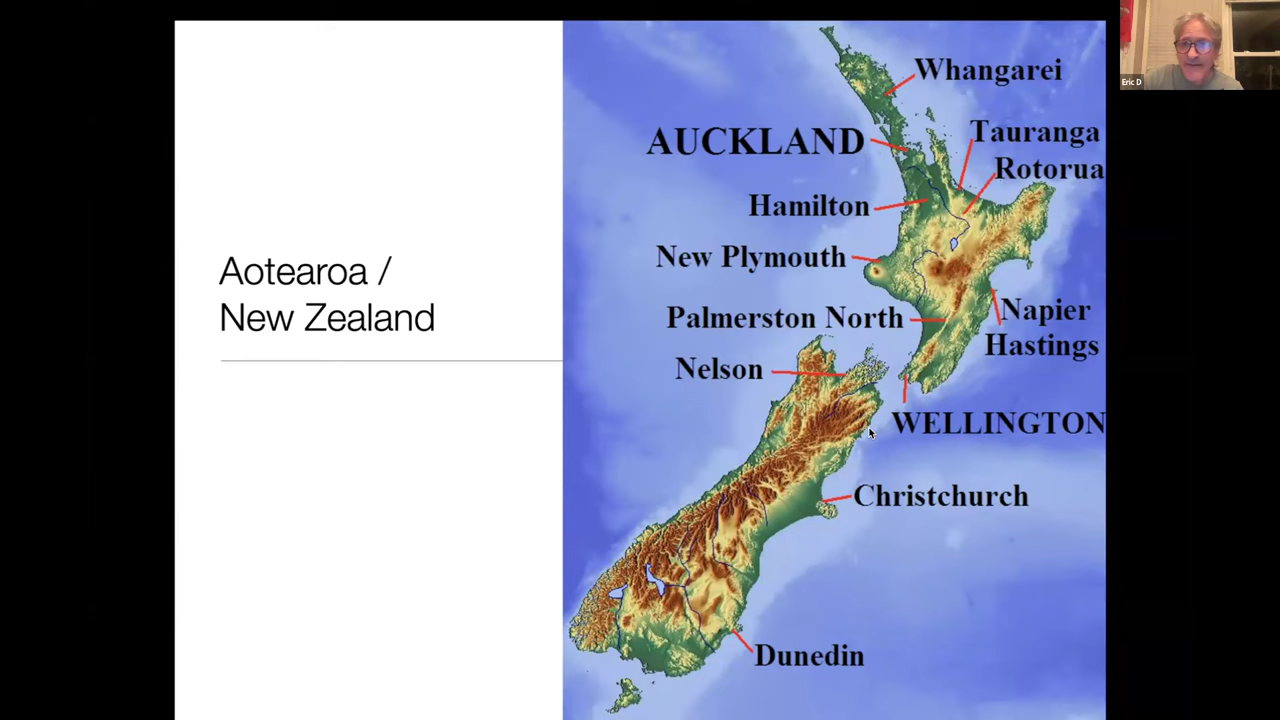 Aotearoa /
New Zealand
Whangarei
AUCKLAND
Tauranga
Rotorua
Hamilton
New Plymouth
Palmerston North
Napier
Hastings
Nelson
WELLINGTON
Christchurch
Dunedin
Eric D